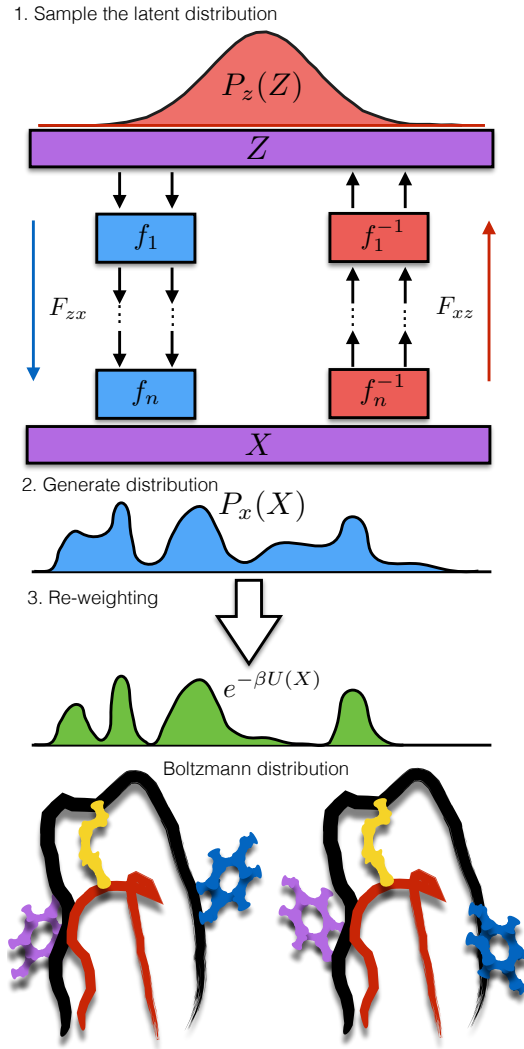 1. Sample the latent distribution
P_z(Z)
Z
f_1 f_1^{-1}
F_{zx} F_{xz}
f_n f_n^{-1}
X
2. Generate distribution
P_x(X)
3. Re-weighting
e^{-βU(X)}
Boltzmann distribution